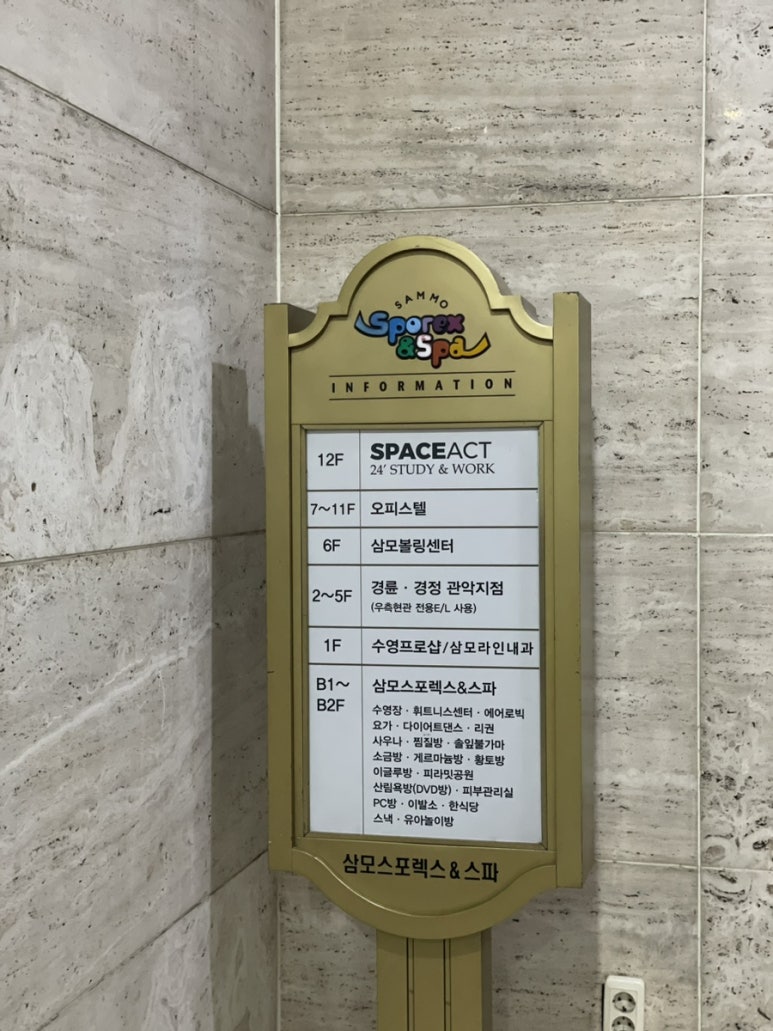 SAMMO
Sporex
&Spa
INFORMATION
12F SPACEACT
24' STUDY & WORK
7~11F 오피스텔
6F 삼모볼링센터
2~5F 경륜 · 경정 관악지점
(우측현관 전용E/L 사용)
1F 수영프로샵/삼모라인내과
B1~
B2F 삼모스포렉스&스파
수영장 · 휘트니스센터 · 에어로빅
요가 · 다이어트댄스 · 리권
사우나 · 찜질방 · 솔잎불가마
소금방 · 게르마늄방 · 황토방
이글루방 · 피라밋공원
산림욕방(DVD방) · 피부관리실
PC방 · 이발소 · 한식당
스낵 · 유아놀이방
삼모스포렉스&스파